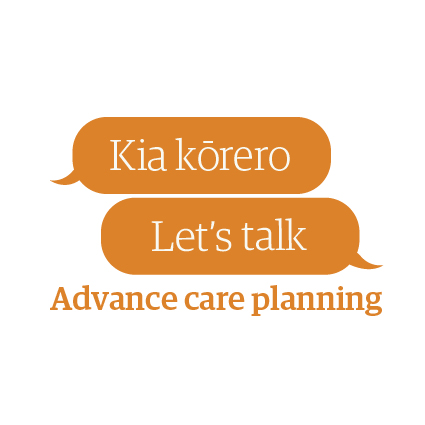 Kia kōrero
Let's talk
Advance care planning